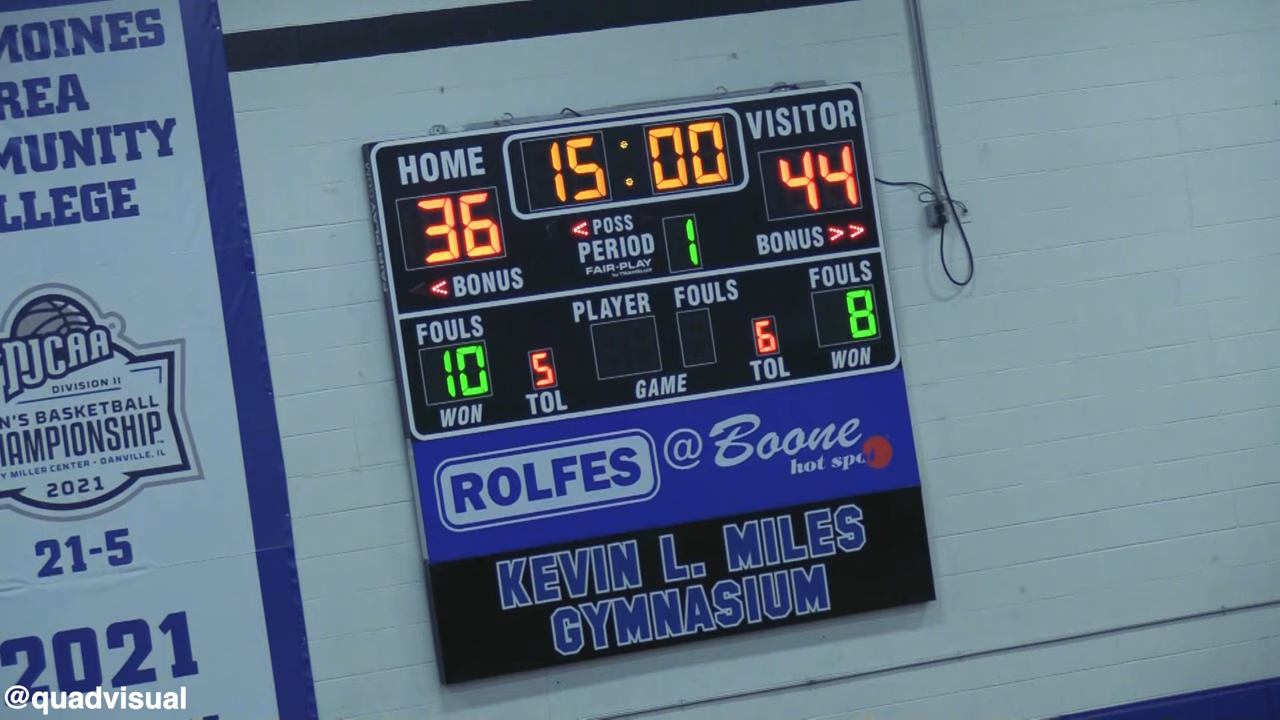 MOINES
REA
MUNITY
LLEGE
NJCAA
DIVISION II
N'S BASKETBALL
HAMPIONSHIP
Y MILLER CENTER · DANVILLE, IL
2021
21-5
2021
HOME
15:00
VISITOR
36
44
< POSS
PERIOD
1
FAIR-PLAY
< BONUS
BONUS >>
FOULS
PLAYER
FOULS
FOULS
10
5
6
8
WON
TOL
GAME
TOL
WON
ROLFES
@ Boone
hot spot
KEVIN L. MILES
GYMNASIUM
@quadvisual